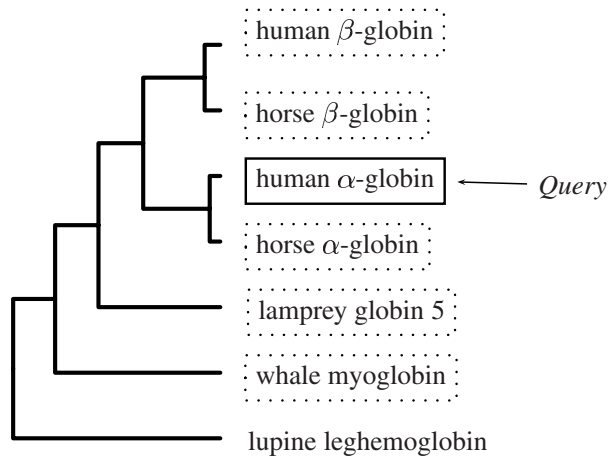 human β-globin
horse β-globin
human α-globin
Query
horse α-globin
lamprey globin 5
whale myoglobin
lupine leghemoglobin